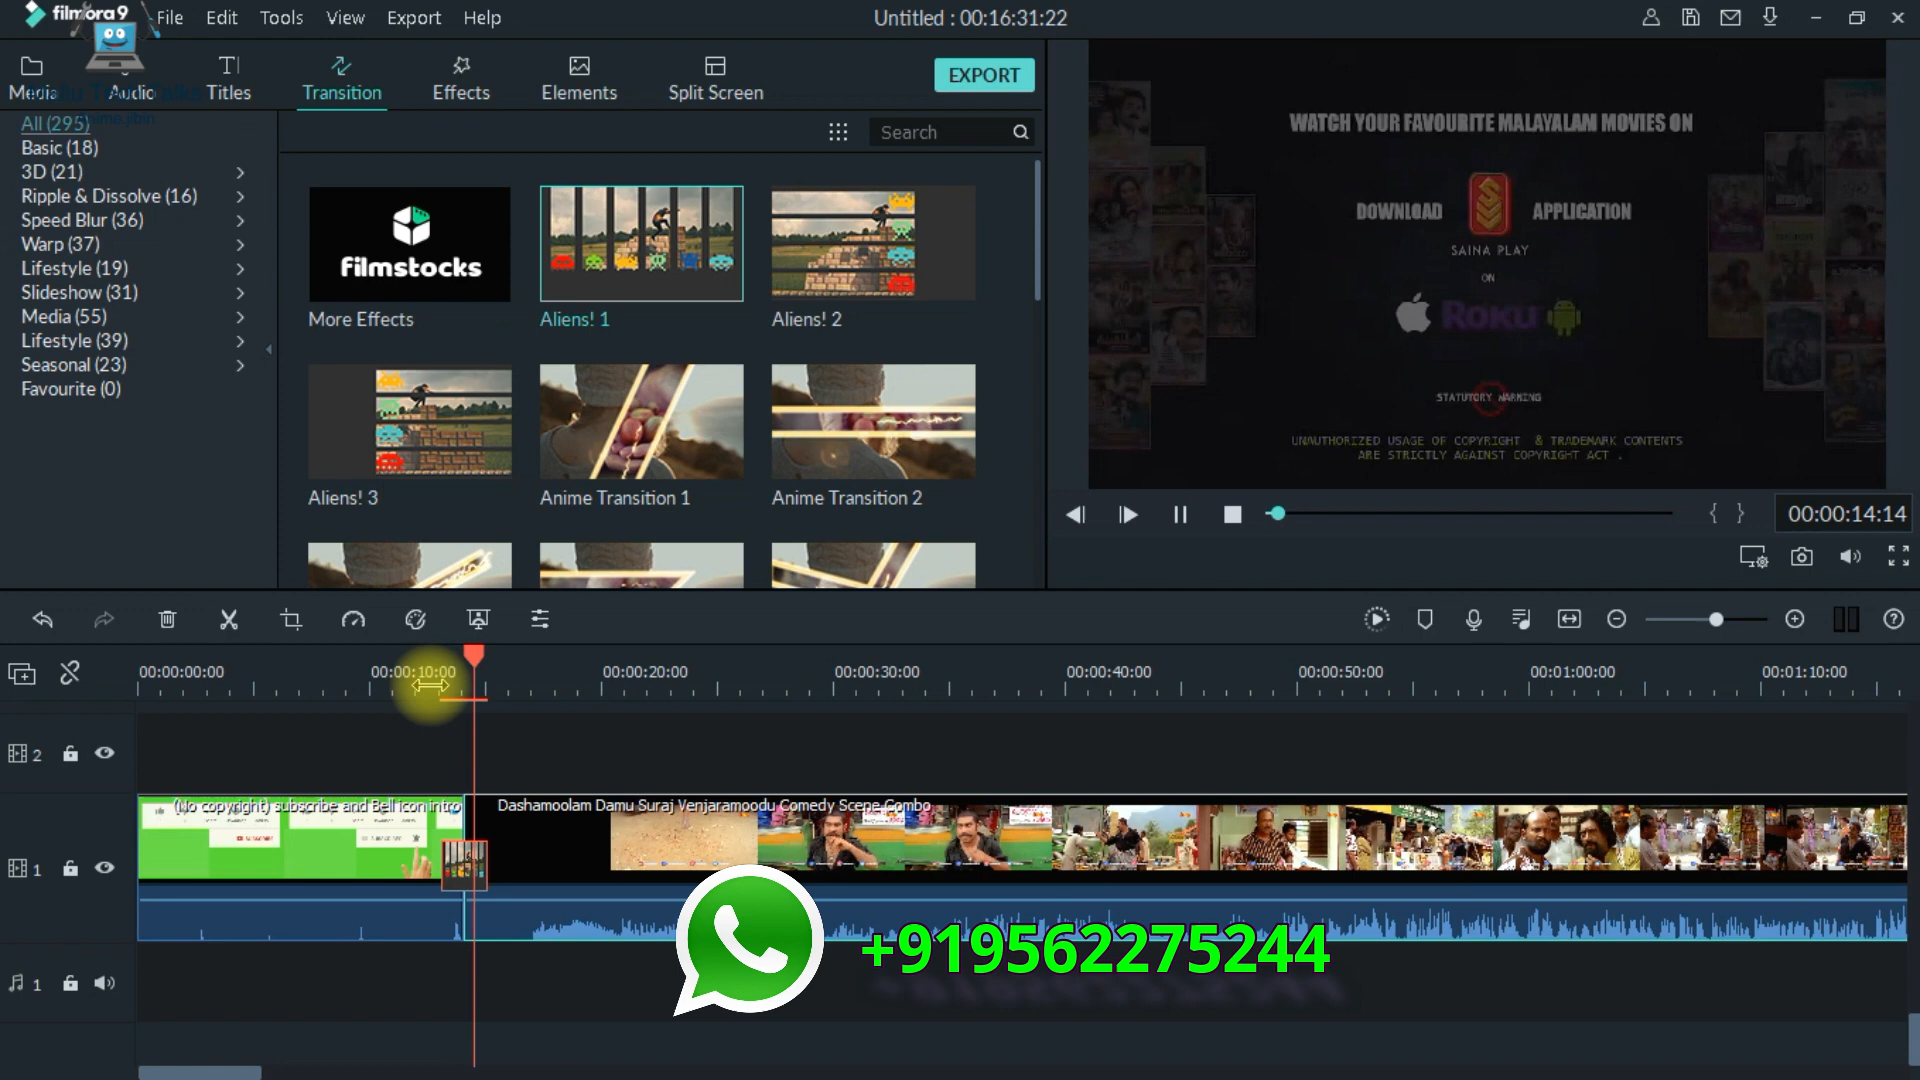 filmora9
File Edit Tools View Export Help
Untitled : 00:16:31:22
Media Audio Titles Transition Effects Elements Split Screen
EXPORT
All (295)
Basic (18)
3D (21)
Ripple & Dissolve (16)
Speed Blur (36)
Warp (37)
Lifestyle (19)
Slideshow (31)
Media (55)
Lifestyle (39)
Seasonal (23)
Favourite (0)
Search
filmstocks
More Effects
Aliens! 1
Aliens! 2
Aliens! 3
Anime Transition 1
Anime Transition 2
WATCH YOUR FAVOURITE MALAYALAM MOVIES ON
DOWNLOAD APPLICATION
SAINA PLAY
ON
ROKU
STATUTORY WARNING
UNAUTHORIZED USAGE OF COPYRIGHT & TRADEMARK CONTENTS
ARE STRICTLY AGAINST COPYRIGHT ACT .
{ } 00:00:14:14
00:00:00:00 00:00:10:00 00:00:20:00 00:00:30:00 00:00:40:00 00:00:50:00 00:01:00:00 00:01:10:00
2
(No copyright) subscribe and Bell icon intro
Dashamoolam Damu Suraj Venjaramoodu Comedy Scene Combo
1
+919562275244
1